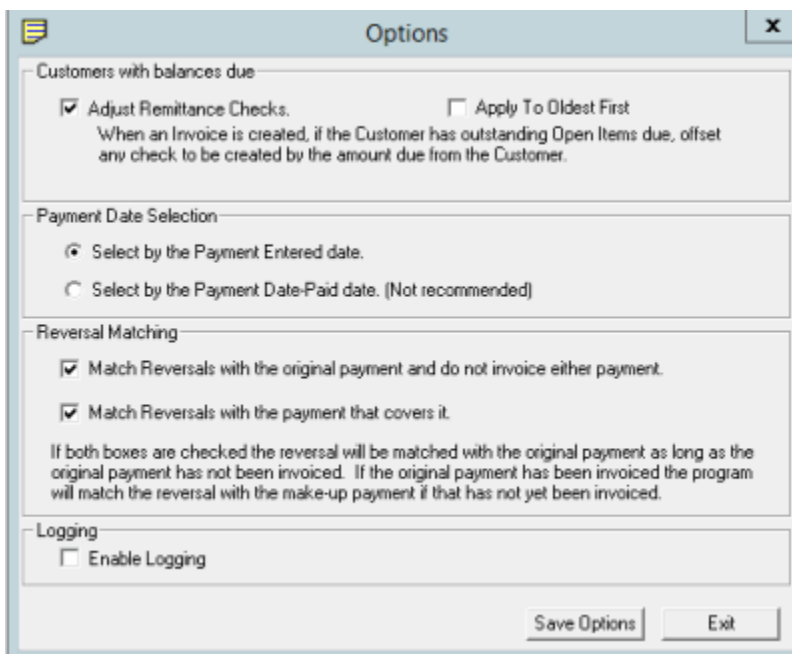 Options
x
Customers with balances due
Adjust Remittance Checks.
Apply To Oldest First
When an Invoice is created, if the Customer has outstanding Open Items due, offset
any check to be created by the amount due from the Customer.
Payment Date Selection
Select by the Payment Entered date.
Select by the Payment Date-Paid date. (Not recommended)
Reversal Matching
Match Reversals with the original payment and do not invoice either payment.
Match Reversals with the payment that covers it.
If both boxes are checked the reversal will be matched with the original payment as long as the
original payment has not been invoiced. If the original payment has been invoiced the program
will match the reversal with the make-up payment if that has not yet been invoiced.
Logging
Enable Logging
Save Options
Exit